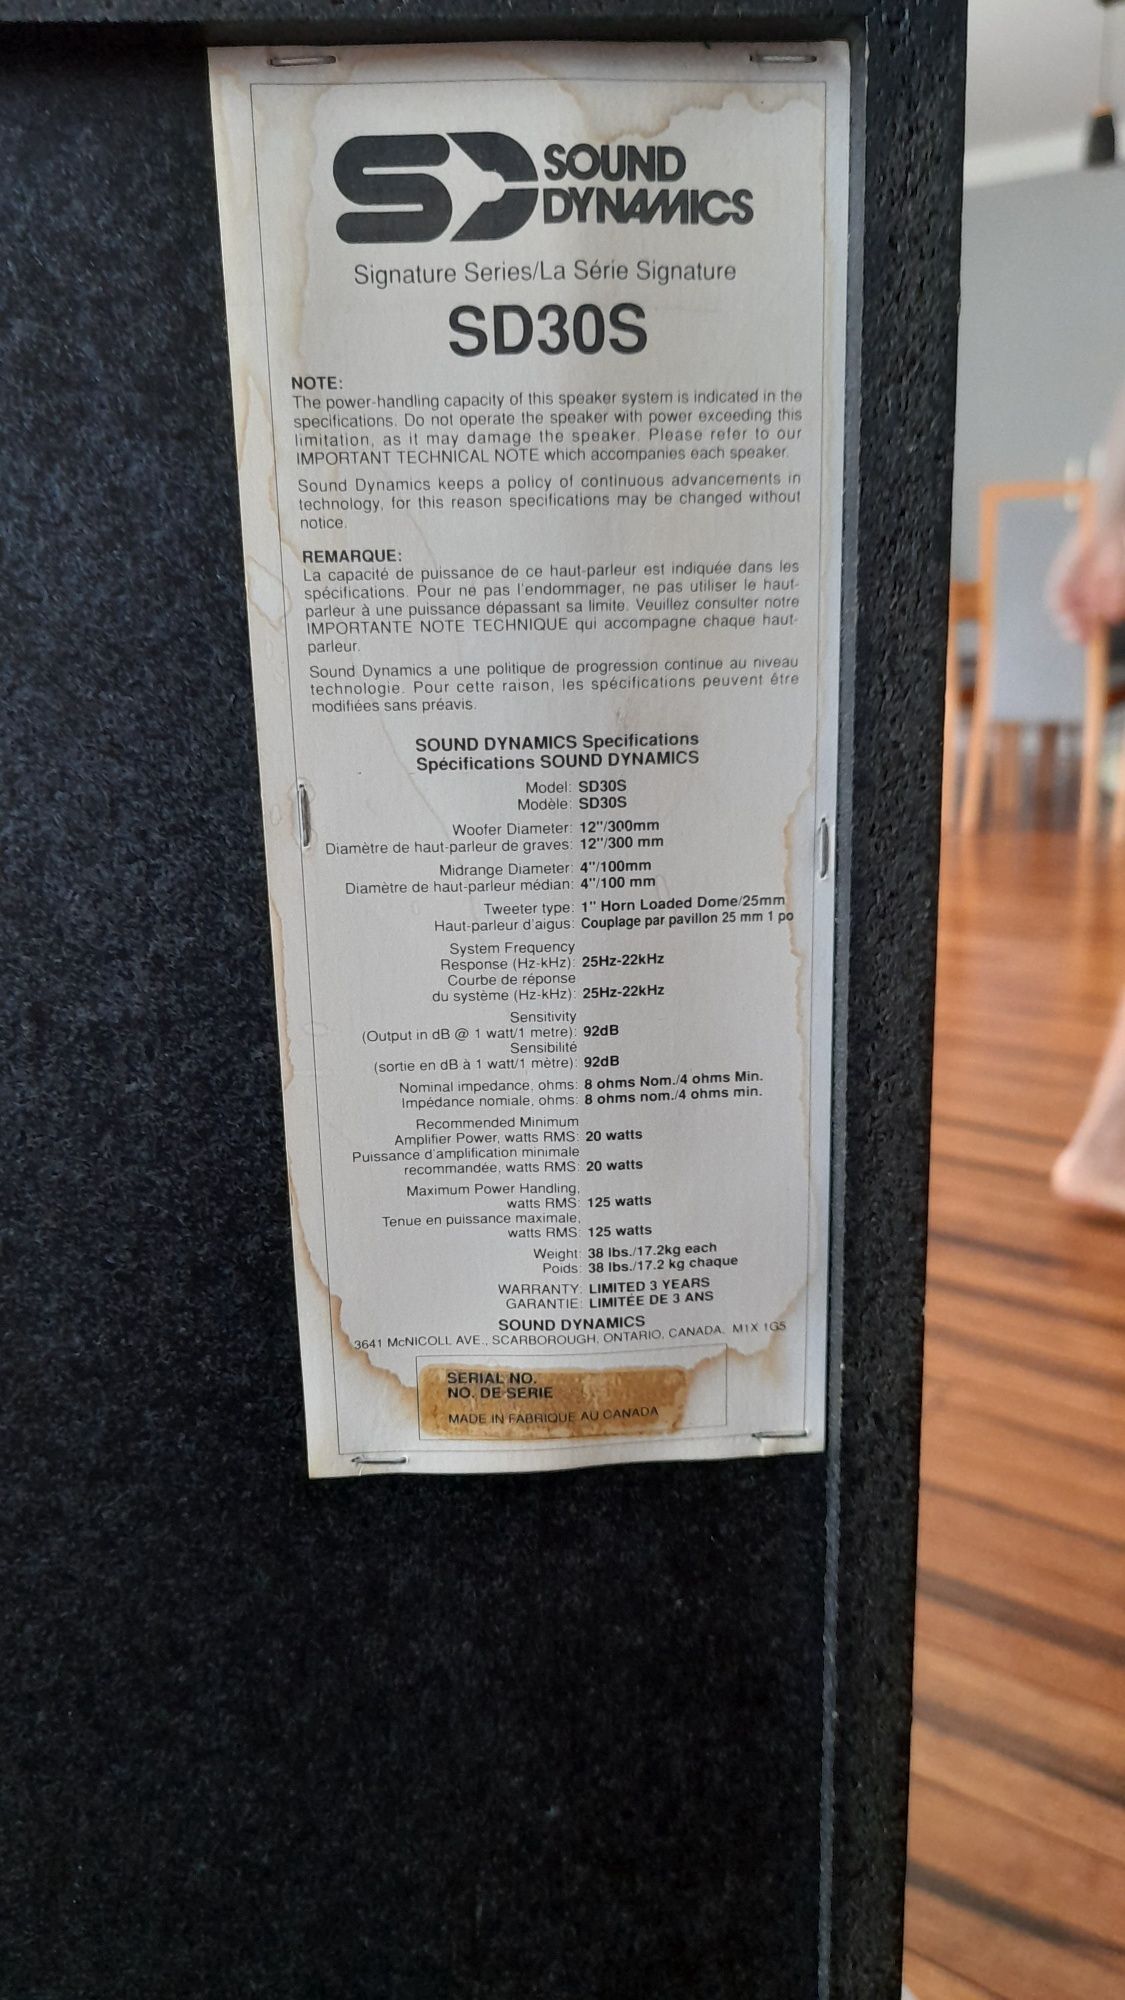 SD SOUND
DYNAMICS
Signature Series/La Série Signature
SD30S
NOTE:
The power-handling capacity of this speaker system is indicated in the
specifications. Do not operate the speaker with power exceeding this
limitation, as it may damage the speaker. Please refer to our
IMPORTANT TECHNICAL NOTE which accompanies each speaker.
Sound Dynamics keeps a policy of continuous advancements in
technology, for this reason specifications may be changed without
notice.
REMARQUE:
La capacité de puissance de ce haut-parleur est indiquée dans les
spécifications. Pour ne pas l'endommager, ne pas utiliser le haut-
parleur à une puissance dépassant sa limite. Veuillez consulter notre
IMPORTANTE NOTE TECHNIQUE qui accompagne chaque haut-
parleur.
Sound Dynamics a une politique de progression continue au niveau
technologie. Pour cette raison, les spécifications peuvent être
modifiées sans préavis.
SOUND DYNAMICS Specifications
Spécifications SOUND DYNAMICS
Model: SD30S
Modèle: SD30S
Woofer Diameter: 12"/300mm
Diamètre de haut-parleur de graves: 12"/300 mm
Midrange Diameter: 4"/100mm
Diamètre de haut-parleur médian: 4"/100 mm
Tweeter type: 1" Horn Loaded Dome/25mm
Haut-parleur d'aigus: Couplage par pavillon 25 mm 1 po
System Frequency
Response (Hz-kHz): 25Hz-22kHz
Courbe de réponse
du système (Hz-kHz): 25Hz-22kHz
Sensitivity
(Output in dB @ 1 watt/1 metre): 92dB
Sensibilité
(sortie en dB à 1 watt/1 mètre): 92dB
Nominal impedance, ohms: 8 ohms Nom./4 ohms Min.
Impédance nomiale, ohms: 8 ohms nom./4 ohms min.
Recommended Minimum
Amplifier Power, watts RMS: 20 watts
Puissance d'amplification minimale
recommandée, watts RMS: 20 watts
Maximum Power Handling,
watts RMS: 125 watts
Tenue en puissance maximale,
watts RMS: 125 watts
Weight: 38 lbs./17.2kg each
Poids: 38 lbs./17.2 kg chaque
WARRANTY: LIMITED 3 YEARS
GARANTIE: LIMITÉE DE 3 ANS
SOUND DYNAMICS
3641 McNICOLL AVE., SCARBOROUGH, ONTARIO, CANADA. M1X 1G5
SERIAL NO.
NO. DE SERIE
MADE IN FABRIQUE AU CANADA